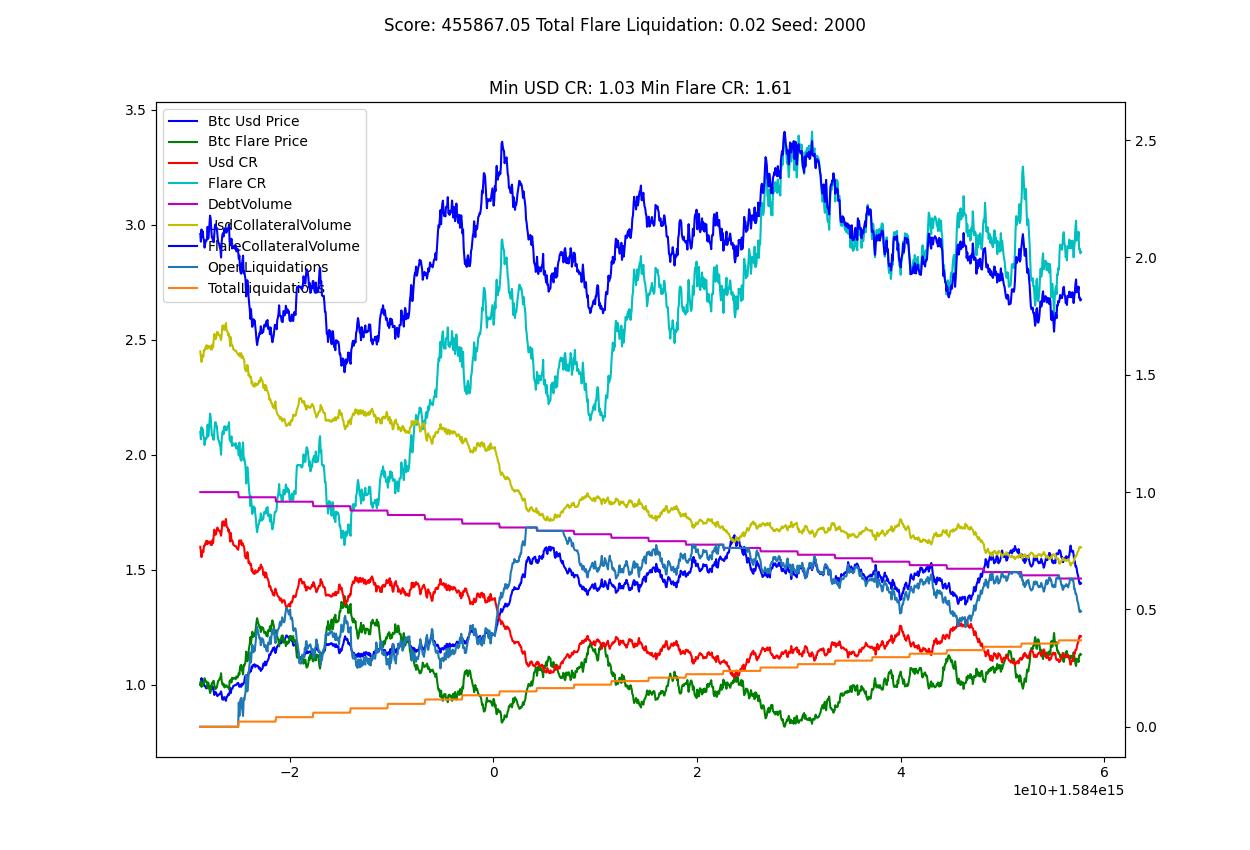 Score: 455867.05 Total Flare Liquidation: 0.02 Seed: 2000
Min USD CR: 1.03 Min Flare CR: 1.61
3.5
3.0
2.5
2.0
1.5
1.0
Btc Usd Price
Btc Flare Price
Usd CR
Flare CR
DebtVolume
UsdCollateralVolume
FlareCollateralVolume
OpenLiquidations
TotalLiquidations
2.5
2.0
1.5
1.0
0.5
0.0
−2 0 2 4 6
1e10+1.584e15